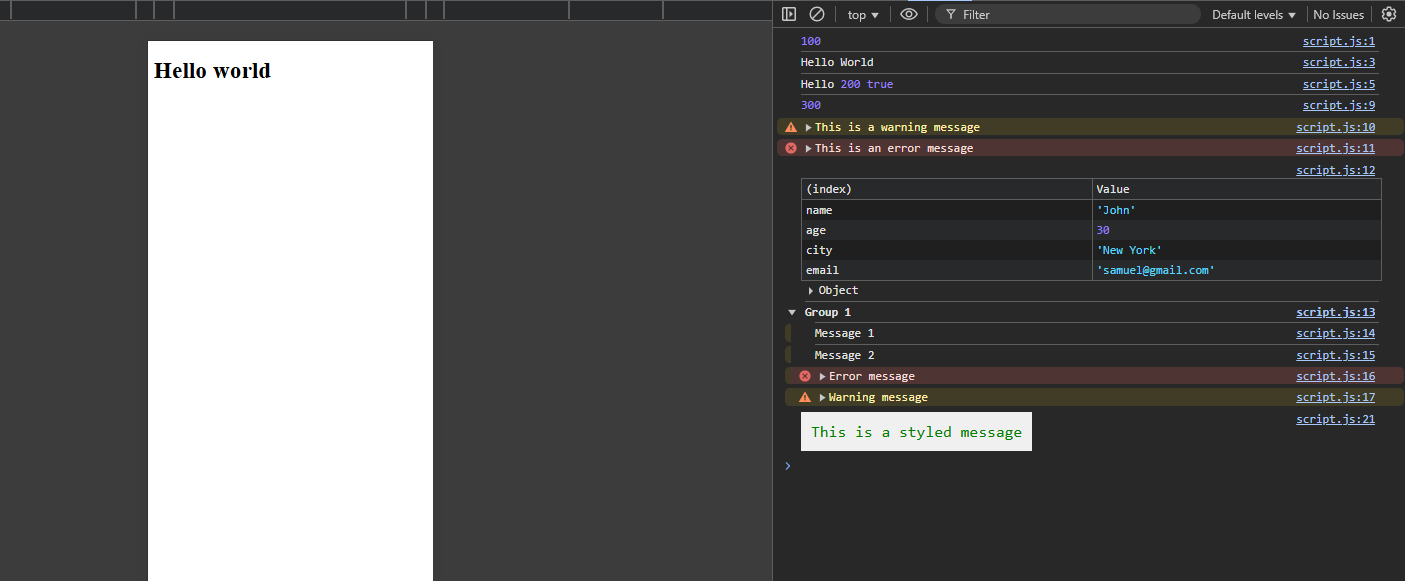 Hello world
top
Filter
Default levels
No Issues
100 script.js:1
Hello World script.js:3
Hello 200 true script.js:5
300 script.js:9
This is a warning message script.js:10
This is an error message script.js:11
script.js:12
(index) Value
name 'John'
age 30
city 'New York'
email 'samuel@gmail.com'
Object
Group 1 script.js:13
Message 1 script.js:14
Message 2 script.js:15
Error message script.js:16
Warning message script.js:17
This is a styled message script.js:21